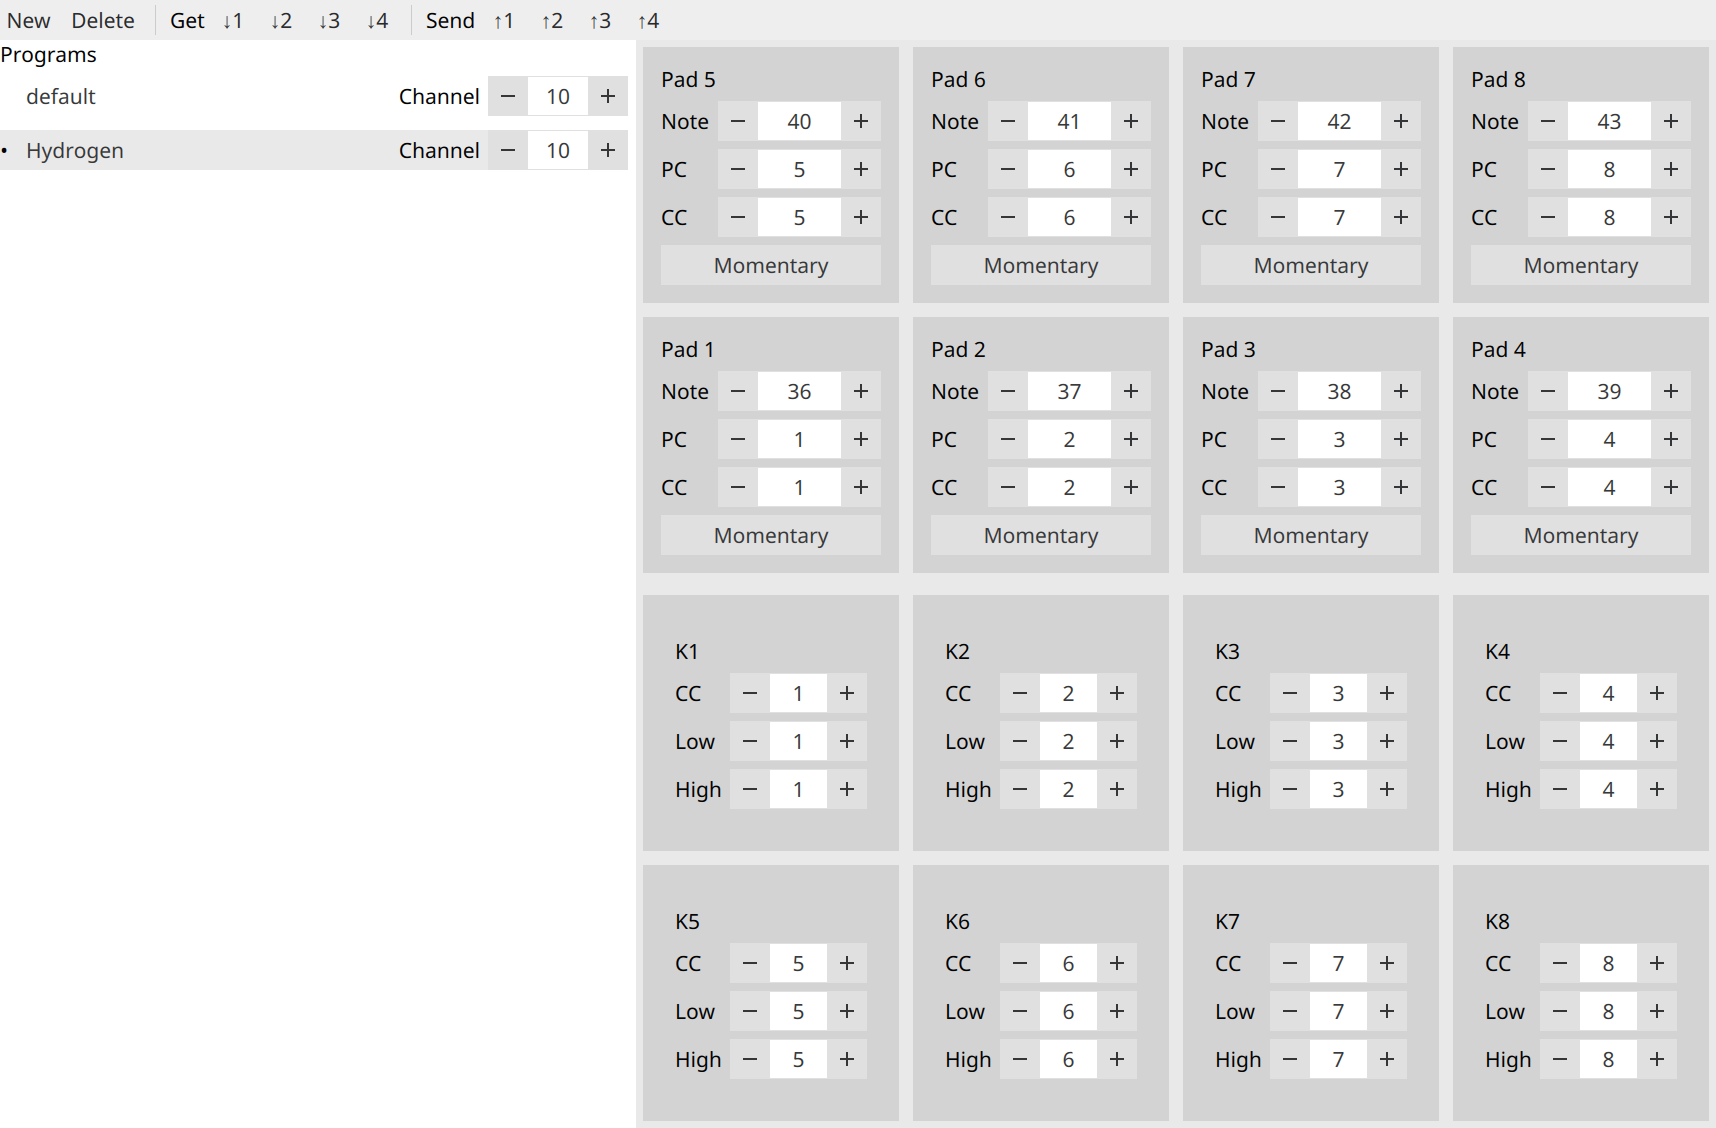 New Delete Get ↓1 ↓2 ↓3 ↓4 Send ↑1 ↑2 ↑3 ↑4
Programs
default Channel − 10 +
• Hydrogen Channel − 10 +
Pad 5 Pad 6 Pad 7 Pad 8
Note − 40 + Note − 41 + Note − 42 + Note − 43 +
PC − 5 + PC − 6 + PC − 7 + PC − 8 +
CC − 5 + CC − 6 + CC − 7 + CC − 8 +
Momentary Momentary Momentary Momentary
Pad 1 Pad 2 Pad 3 Pad 4
Note − 36 + Note − 37 + Note − 38 + Note − 39 +
PC − 1 + PC − 2 + PC − 3 + PC − 4 +
CC − 1 + CC − 2 + CC − 3 + CC − 4 +
Momentary Momentary Momentary Momentary
K1 K2 K3 K4
CC − 1 + CC − 2 + CC − 3 + CC − 4 +
Low − 1 + Low − 2 + Low − 3 + Low − 4 +
High − 1 + High − 2 + High − 3 + High − 4 +
K5 K6 K7 K8
CC − 5 + CC − 6 + CC − 7 + CC − 8 +
Low − 5 + Low − 6 + Low − 7 + Low − 8 +
High − 5 + High − 6 + High − 7 + High − 8 +